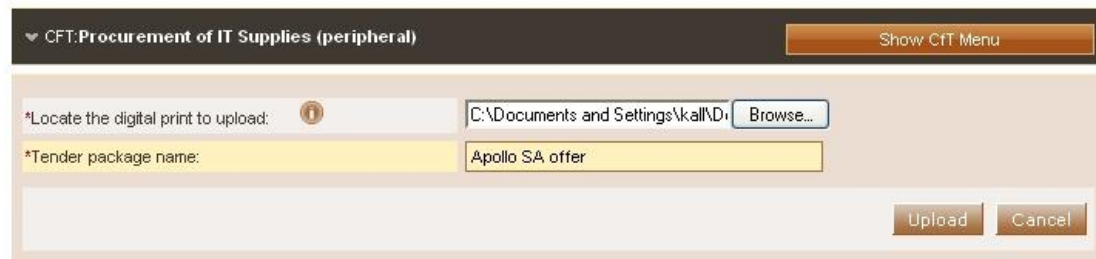 CFT:Procurement of IT Supplies (peripheral)
Show CfT Menu
*Locate the digital print to upload:
C:\Documents and Settings\kall\D
Browse...
*Tender package name:
Apollo SA offer
Upload
Cancel